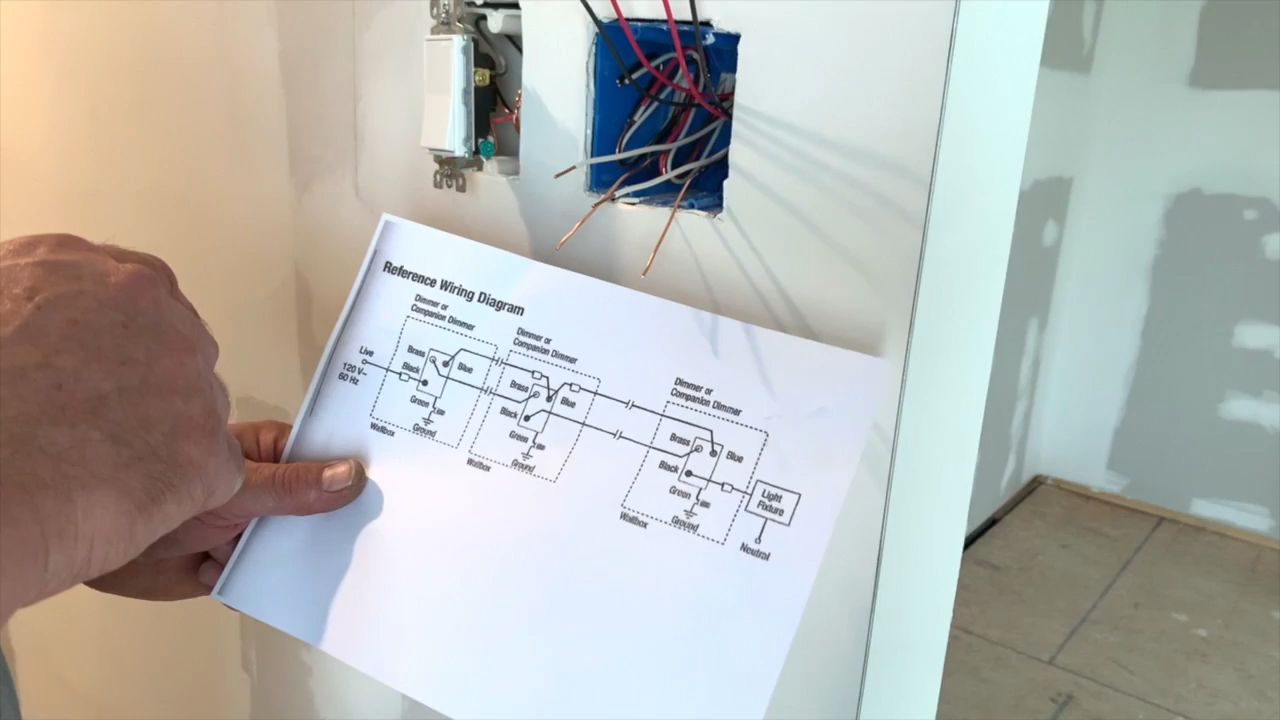 Reference Wiring Diagram
Dimmer or
Companion Dimmer
Live
120 V~
60 Hz
Brass
Blue
Black
Green
Ground
Wallbox
Dimmer or
Companion Dimmer
Brass
Blue
Black
Green
Ground
Wallbox
Dimmer or
Companion Dimmer
Brass
Blue
Black
Green
Ground
Wallbox
Light
Fixture
Neutral